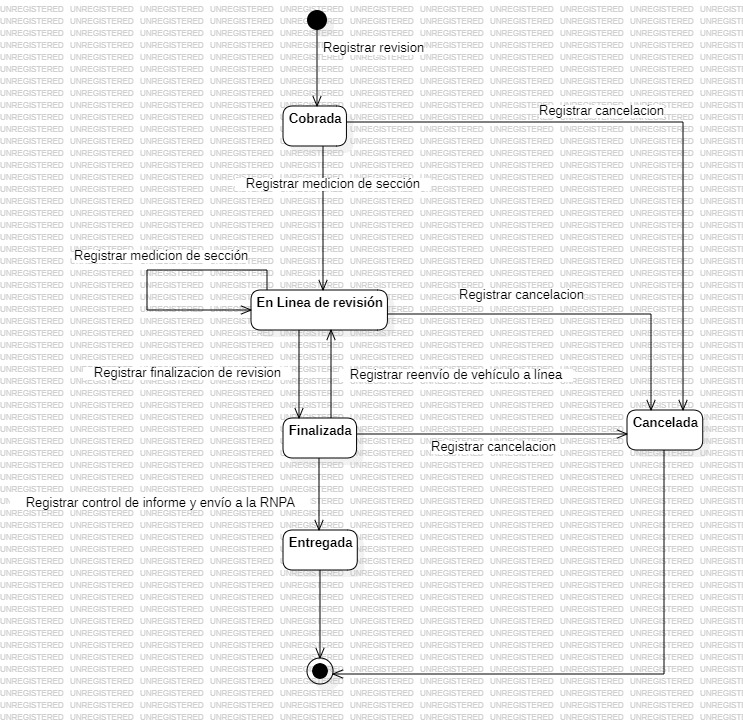 Registrar revision
Registrar cancelacion
Cobrada
Registrar medicion de sección
Registrar medicion de sección
En Linea de revisión
Registrar cancelacion
Registrar finalizacion de revision
Registrar reenvío de vehículo a línea
Finalizada
Cancelada
Registrar cancelacion
Registrar control de informe y envío a la RNPA
Entregada
UNREGISTERED